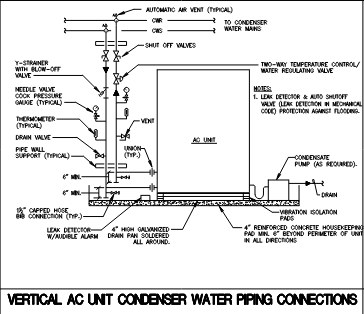 AUTOMATIC AIR VENT (TYPICAL)
CWR
CWS
TO CONDENSER
WATER MAINS
SHUT OFF VALVES
Y-STRAINER
WITH BLOW-OFF
VALVE
TWO-WAY TEMPERATURE CONTROL/
WATER REGULATING VALVE
NEEDLE VALVE
COCK PRESSURE
GAUGE (TYPICAL)
NOTES:
1. LEAK DETECTOR & AUTO SHUTOFF
VALVE (LEAK DETECTION IN MECHANICAL
CODE) PROTECTION AGAINST FLOODING.
THERMOMETER
(TYPICAL)
VENT
DRAIN VALVE
AC UNIT
PIPE WALL
SUPPORT (TYPICAL)
UNION
(TYP.)
CONDENSATE
PUMP (AS REQUIRED).
6" MIN.
6" MIN.
DRAIN
CAPPED HOSE
BIB CONNECTION (TYP.)
VIBRATION ISOLATION
PADS
LEAK DETECTOR
W/AUDIBLE ALARM
4" HIGH GALVANIZED
DRAIN PAN SOLDERED
ALL AROUND.
4" REINFORCED CONCRETE HOUSEKEEPING
PAD MIN. 6" BEYOND PERIMETER OF UNIT
IN ALL DIRECTIONS
VERTICAL AC UNIT CONDENSER WATER PIPING CONNECTIONS